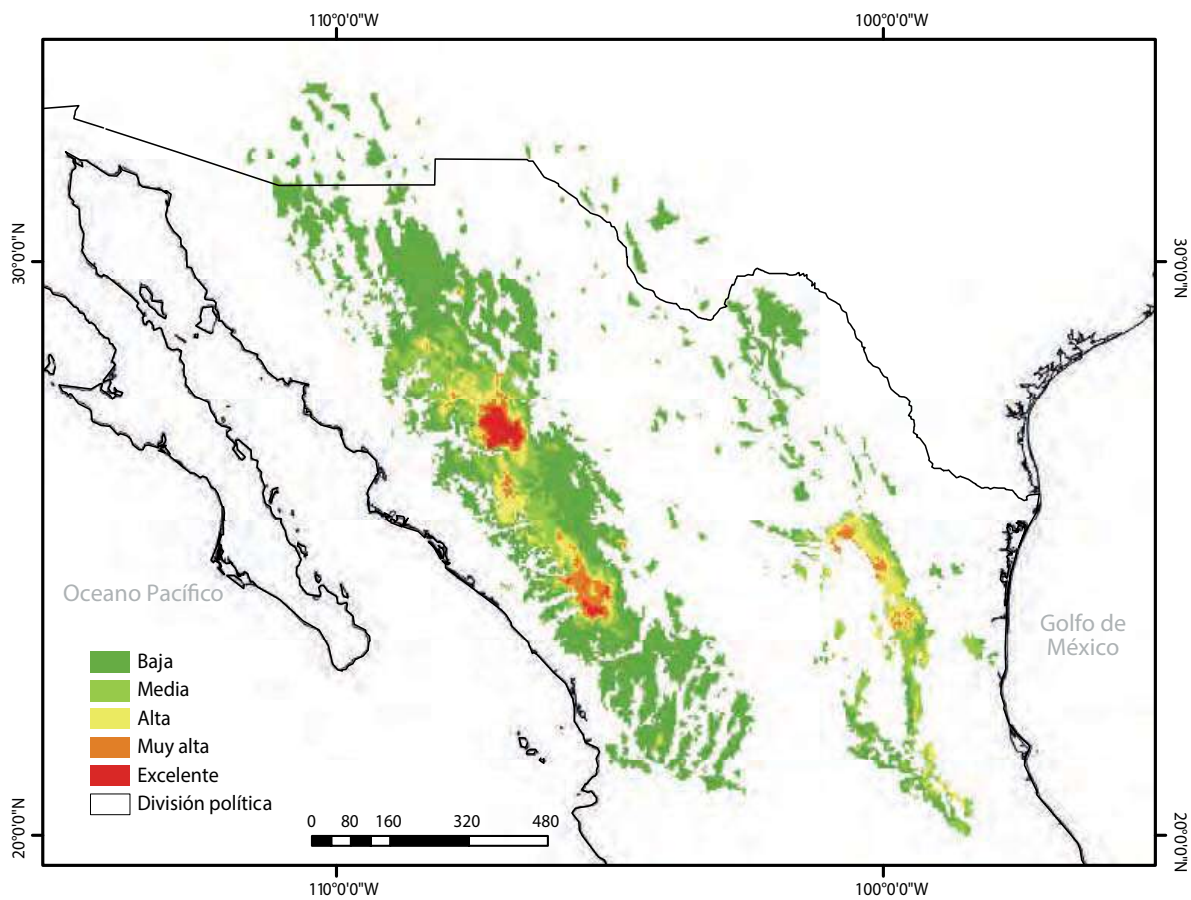 110°0'0"W
100°0'0"W
30°0'0"N
30°0'0"N
Oceano Pacífico
Golfo de
México
Baja
Media
Alta
Muy alta
Excelente
División política
0 80 160 320 480
20°0'0"N
20°0'0"N
110°0'0"W
100°0'0"W